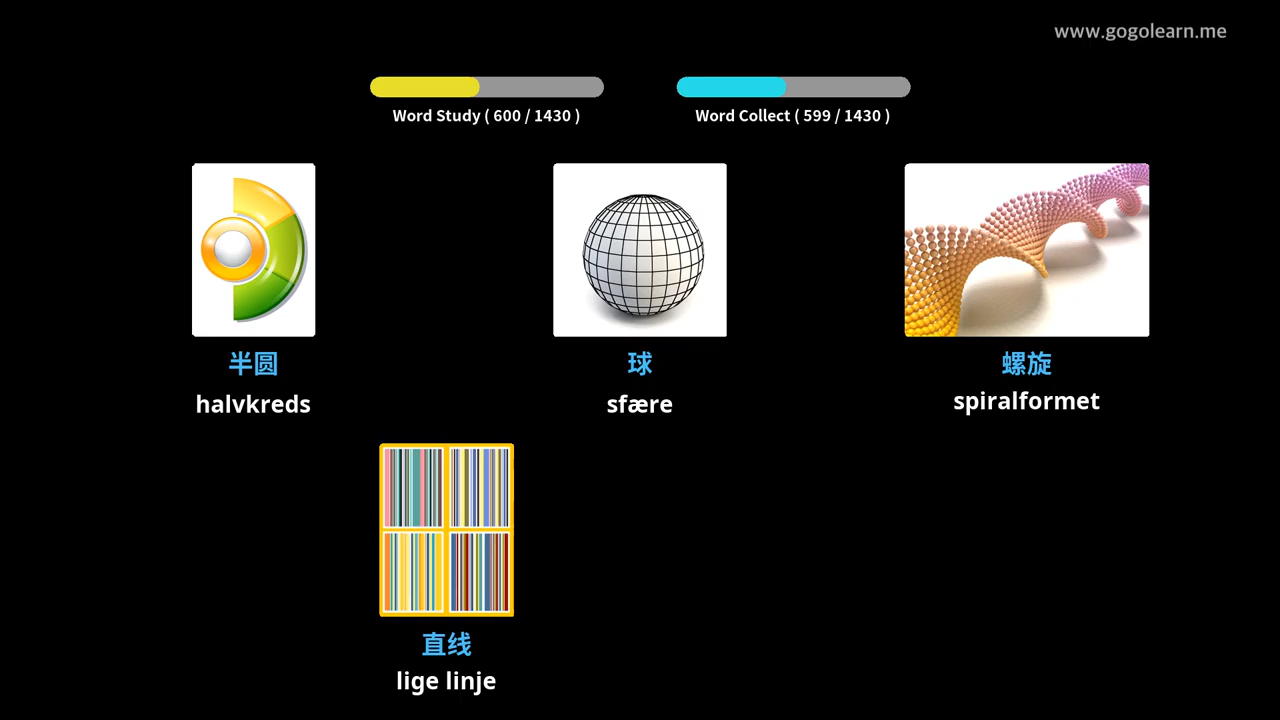 www.gogolearn.me
Word Study ( 600 / 1430 )
Word Collect ( 599 / 1430 )
半圆
halvkreds
球
sfære
螺旋
spiralformet
直线
lige linje